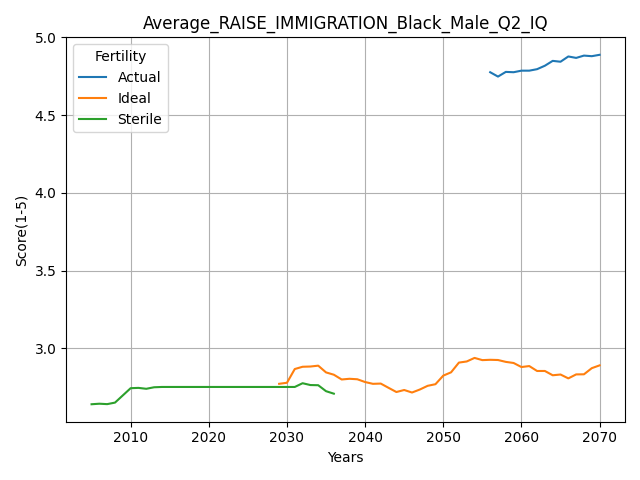 Average_RAISE_IMMIGRATION_Black_Male_Q2_IQ
Fertility
Actual
Ideal
Sterile
Score(1-5)
5.0
4.5
4.0
3.5
3.0
2010 2020 2030 2040 2050 2060 2070
Years